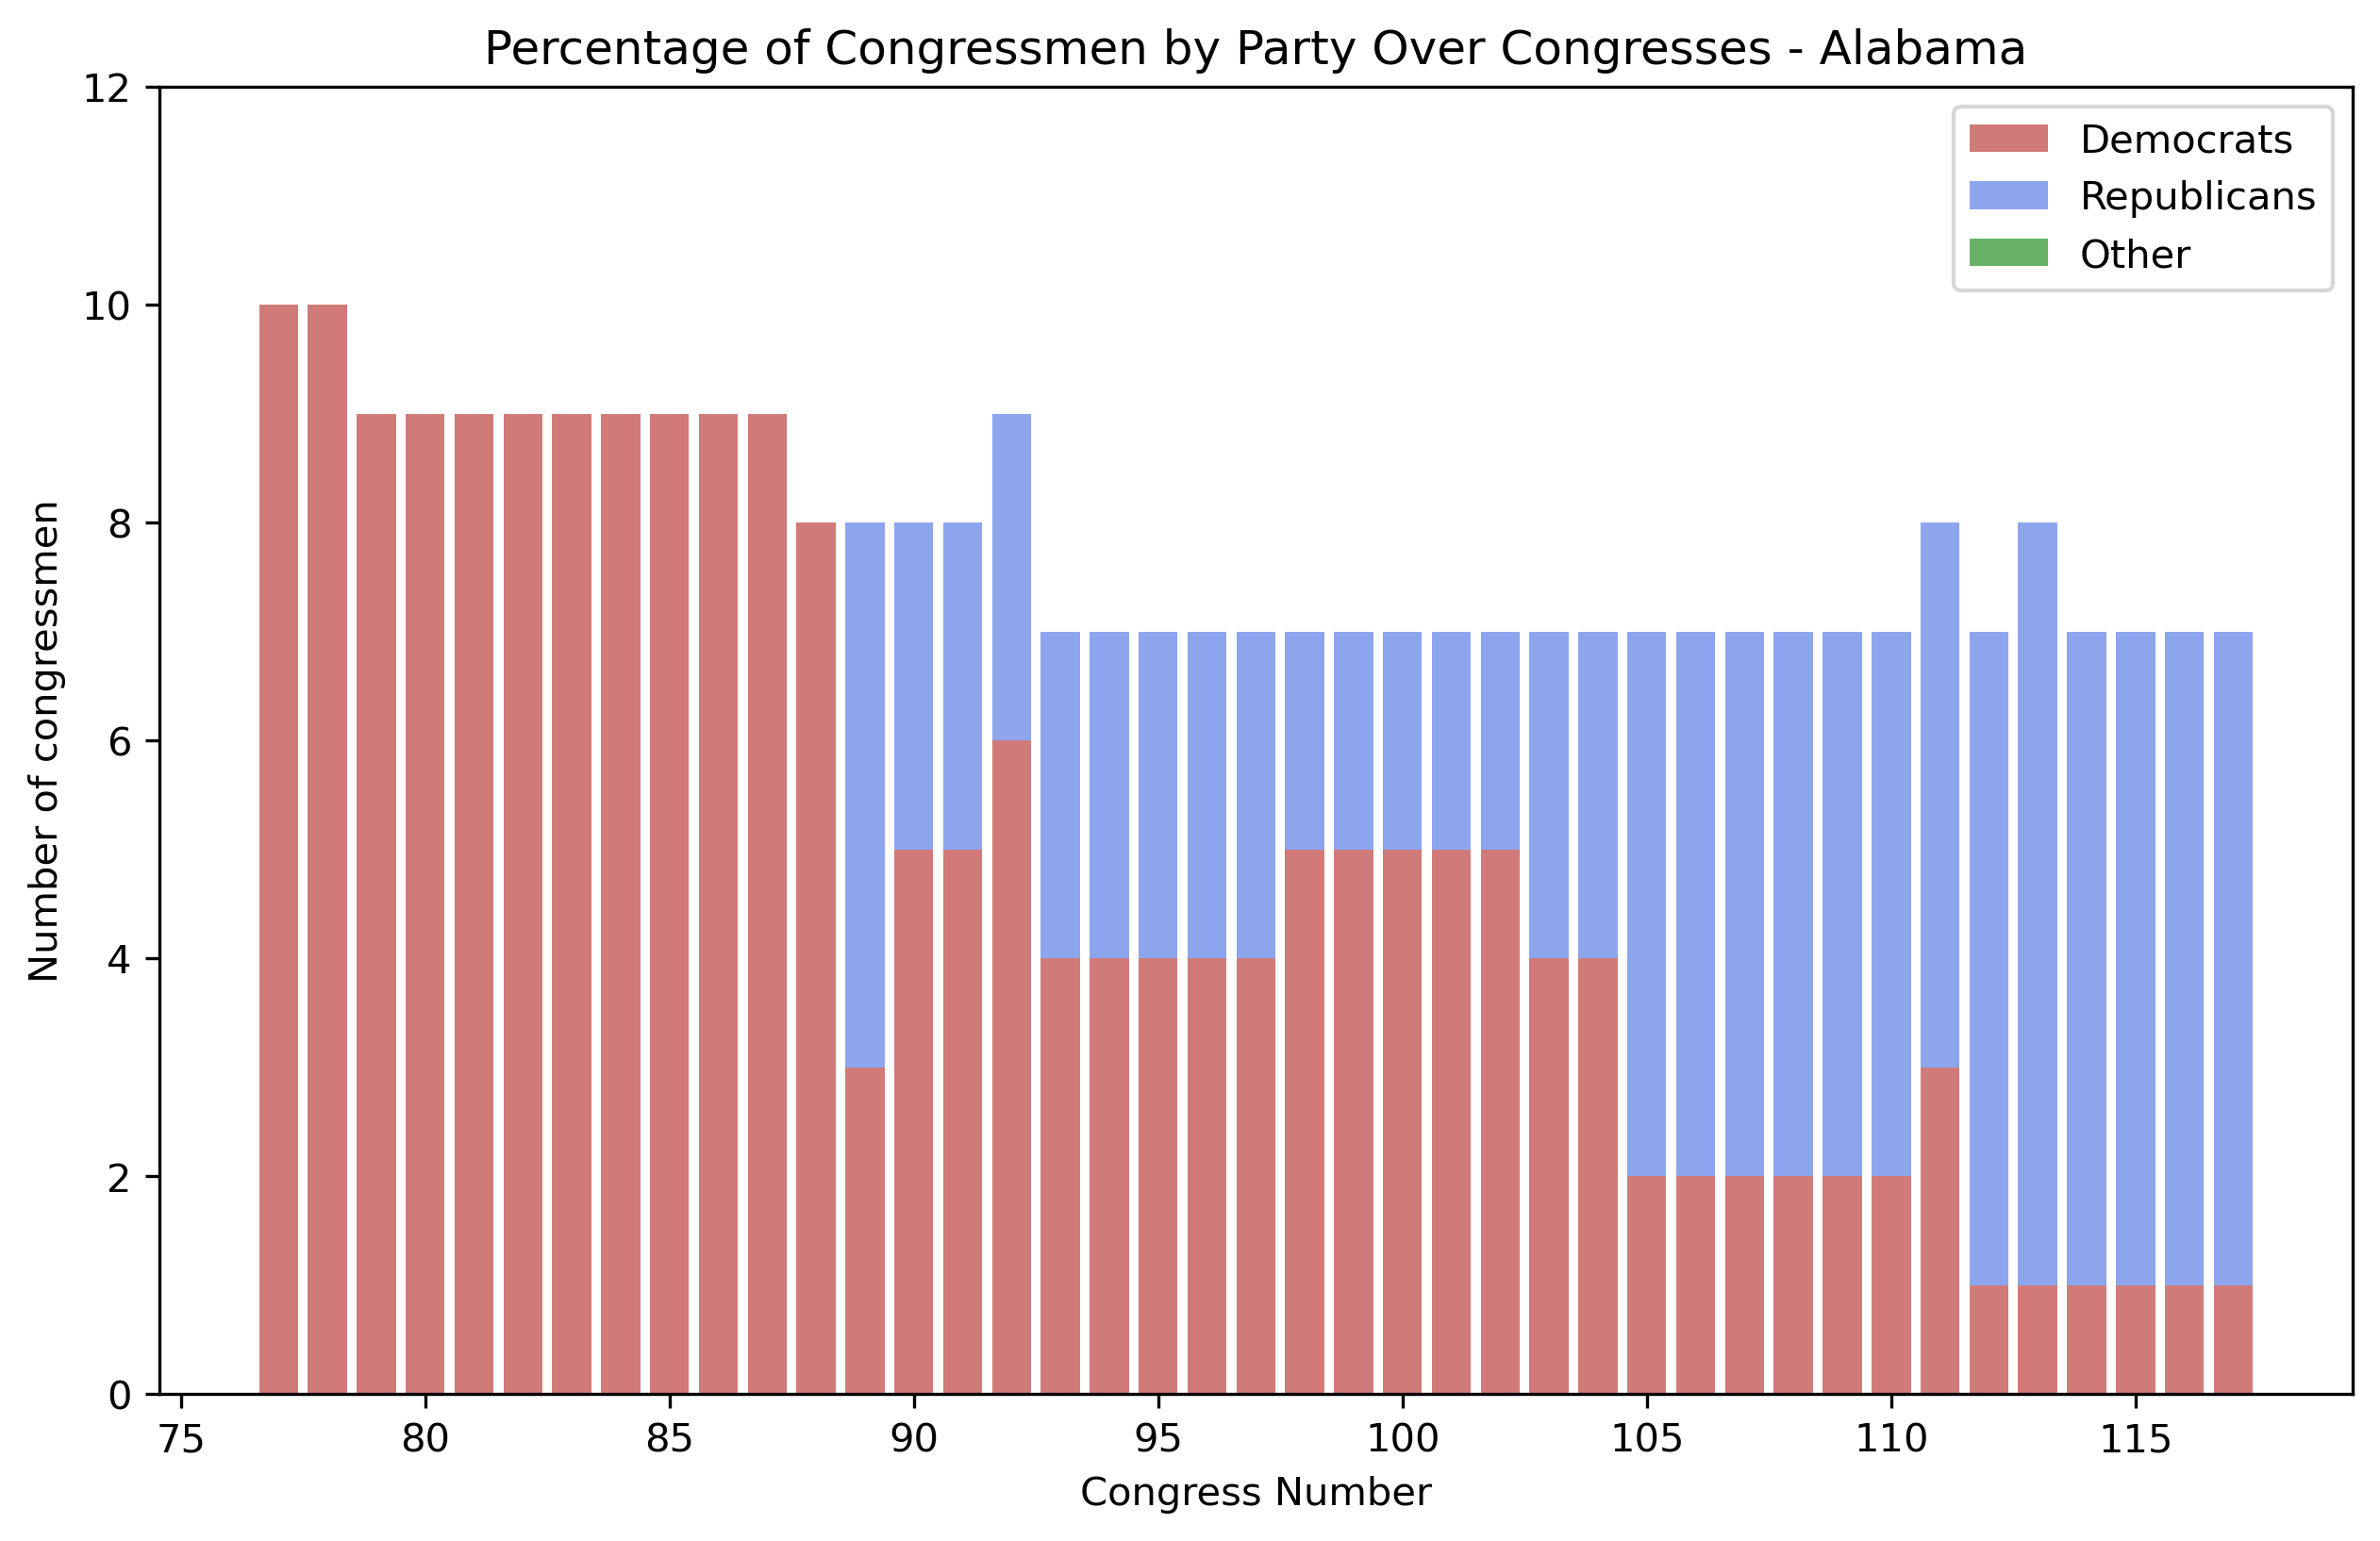 Percentage of Congressmen by Party Over Congresses - Alabama
12
10
8
6
4
2
0
Number of congressmen
Democrats
Republicans
Other
75 80 85 90 95 100 105 110 115
Congress Number